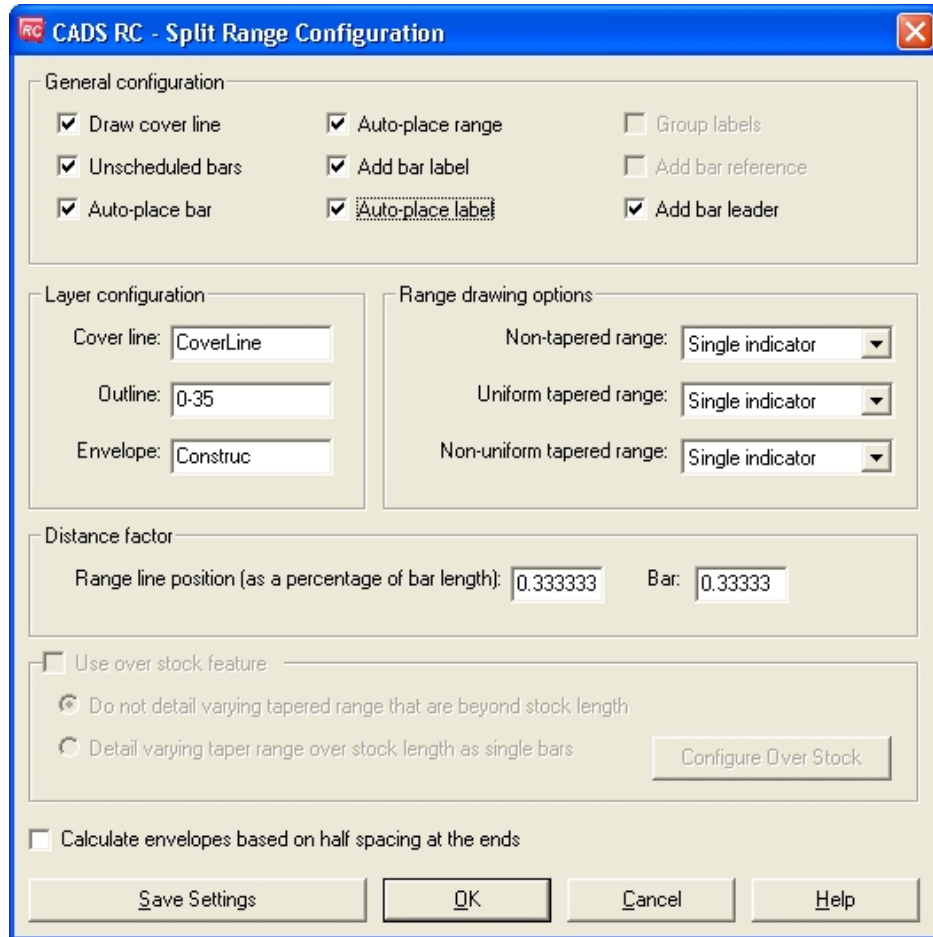 RC CADS RC - Split Range Configuration
General configuration
Draw cover line Auto-place range Group labels
Unscheduled bars Add bar label Add bar reference
Auto-place bar Auto-place label Add bar leader
Layer configuration
Cover line: CoverLine
Outline: 0-35
Envelope: Construc
Range drawing options
Non-tapered range: Single indicator
Uniform tapered range: Single indicator
Non-uniform tapered range: Single indicator
Distance factor
Range line position (as a percentage of bar length): 0.333333 Bar: 0.33333
Use over stock feature
Do not detail varying tapered range that are beyond stock length
Detail varying taper range over stock length as single bars
Configure Over Stock
Calculate envelopes based on half spacing at the ends
Save Settings OK Cancel Help